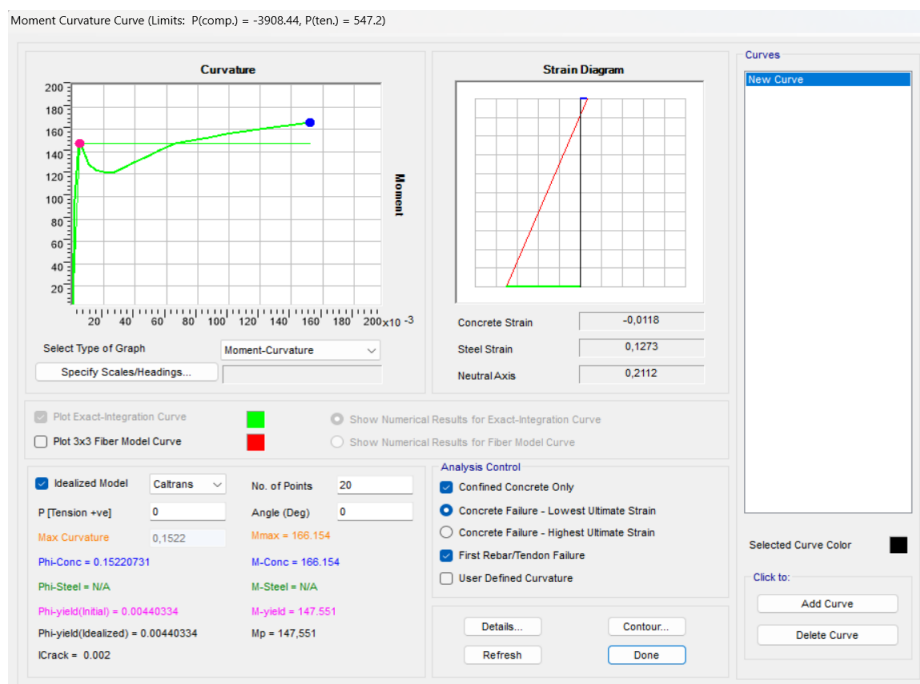 Moment Curvature Curve (Limits:  P(comp.) = -3908.44, P(ten.) = 547.2)
Curvature
200
180
160
140
120
100
80
60
40
20
Moment
20 40 60 80 100 120 140 160 180 200x10 -3
Select Type of Graph
Moment-Curvature
Specify Scales/Headings...
Strain Diagram
Concrete Strain
-0,0118
Steel Strain
0,1273
Neutral Axis
0,2112
Curves
New Curve
Plot Exact-Integration Curve
Show Numerical Results for Exact-Integration Curve
Plot 3x3 Fiber Model Curve
Show Numerical Results for Fiber Model Curve
Idealized Model
Caltrans
No. of Points
20
P [Tension +ve]
0
Angle (Deg)
0
Max Curvature
0,1522
Mmax = 166.154
Phi-Conc = 0.15220731
M-Conc = 166.154
Phi-Steel = N/A
M-Steel = N/A
Phi-yield(Initial) = 0.00440334
M-yield = 147.551
Phi-yield(Idealized) = 0.00440334
Mp = 147,551
ICrack =  0.002
Analysis Control
Confined Concrete Only
Concrete Failure - Lowest Ultimate Strain
Concrete Failure - Highest Ultimate Strain
First Rebar/Tendon Failure
User Defined Curvature
Details...
Contour...
Refresh
Done
Selected Curve Color
Click to:
Add Curve
Delete Curve